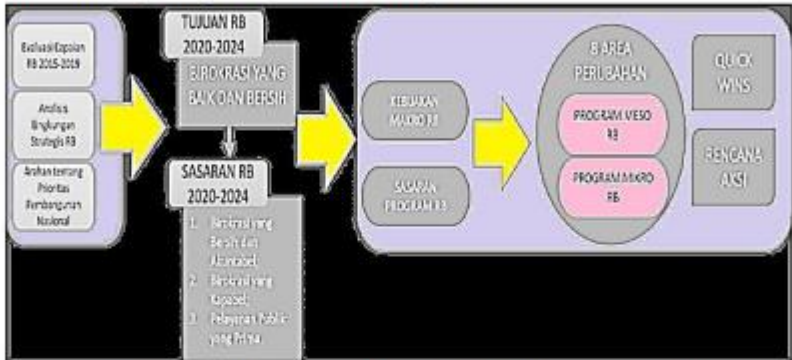 Evaluasi Capaian
RB 2015-2019
Analisis
Lingkungan
Strategis RB
Arahan tentang
Prioritas
Pembangunan
Nasional
TUJUAN RB
2020-2024
BIROKRASI YANG
BAIK DAN BERSIH
SASARAN RB
2020-2024
1. Birokrasi yang
Bersih dan
Akuntabel;
2. Birokrasi yang
Kapabel;
3. Pelayanan Publik
yang Prima
KEBIJAKAN
MAKRO RB
SASARAN
PROGRAM RB
8 AREA
PERUBAHAN
PROGRAM MESO
RB
PROGRAM MIKRO
RB
QUICK
WINS
RENCANA
AKSI